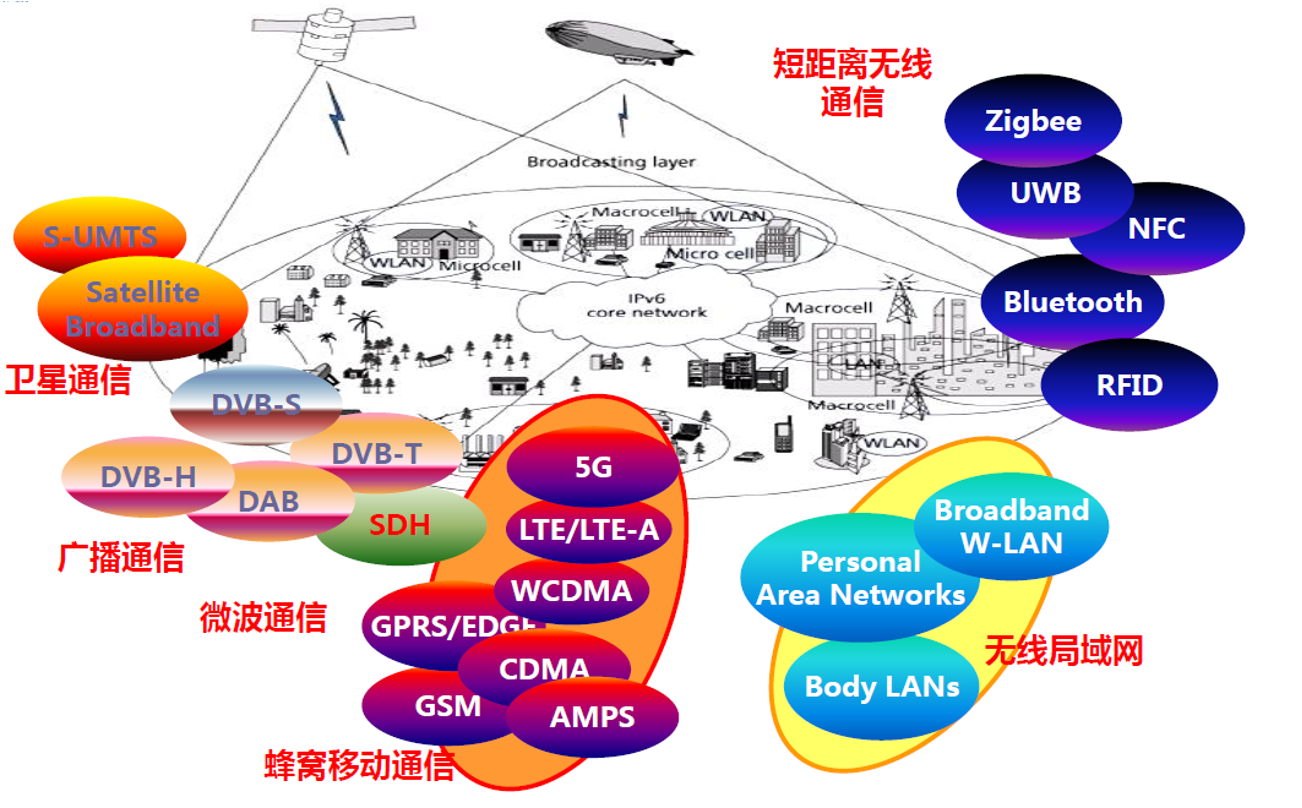 短距离无线
通信
Zigbee
UWB
NFC
Bluetooth
RFID
Broadcasting layer
Macrocell
WLAN
Micro cell
WLAN
Microcell
IPv6
core network
Macrocell
LAN
Macrocell
WLAN
S-UMTS
Satellite
Broadband
卫星通信
DVB-S
DVB-T
DVB-H
DAB
SDH
广播通信
微波通信
5G
LTE/LTE-A
WCDMA
GPRS/EDGE
CDMA
GSM
AMPS
蜂窝移动通信
Broadband
W-LAN
Personal
Area Networks
Body LANs
无线局域网